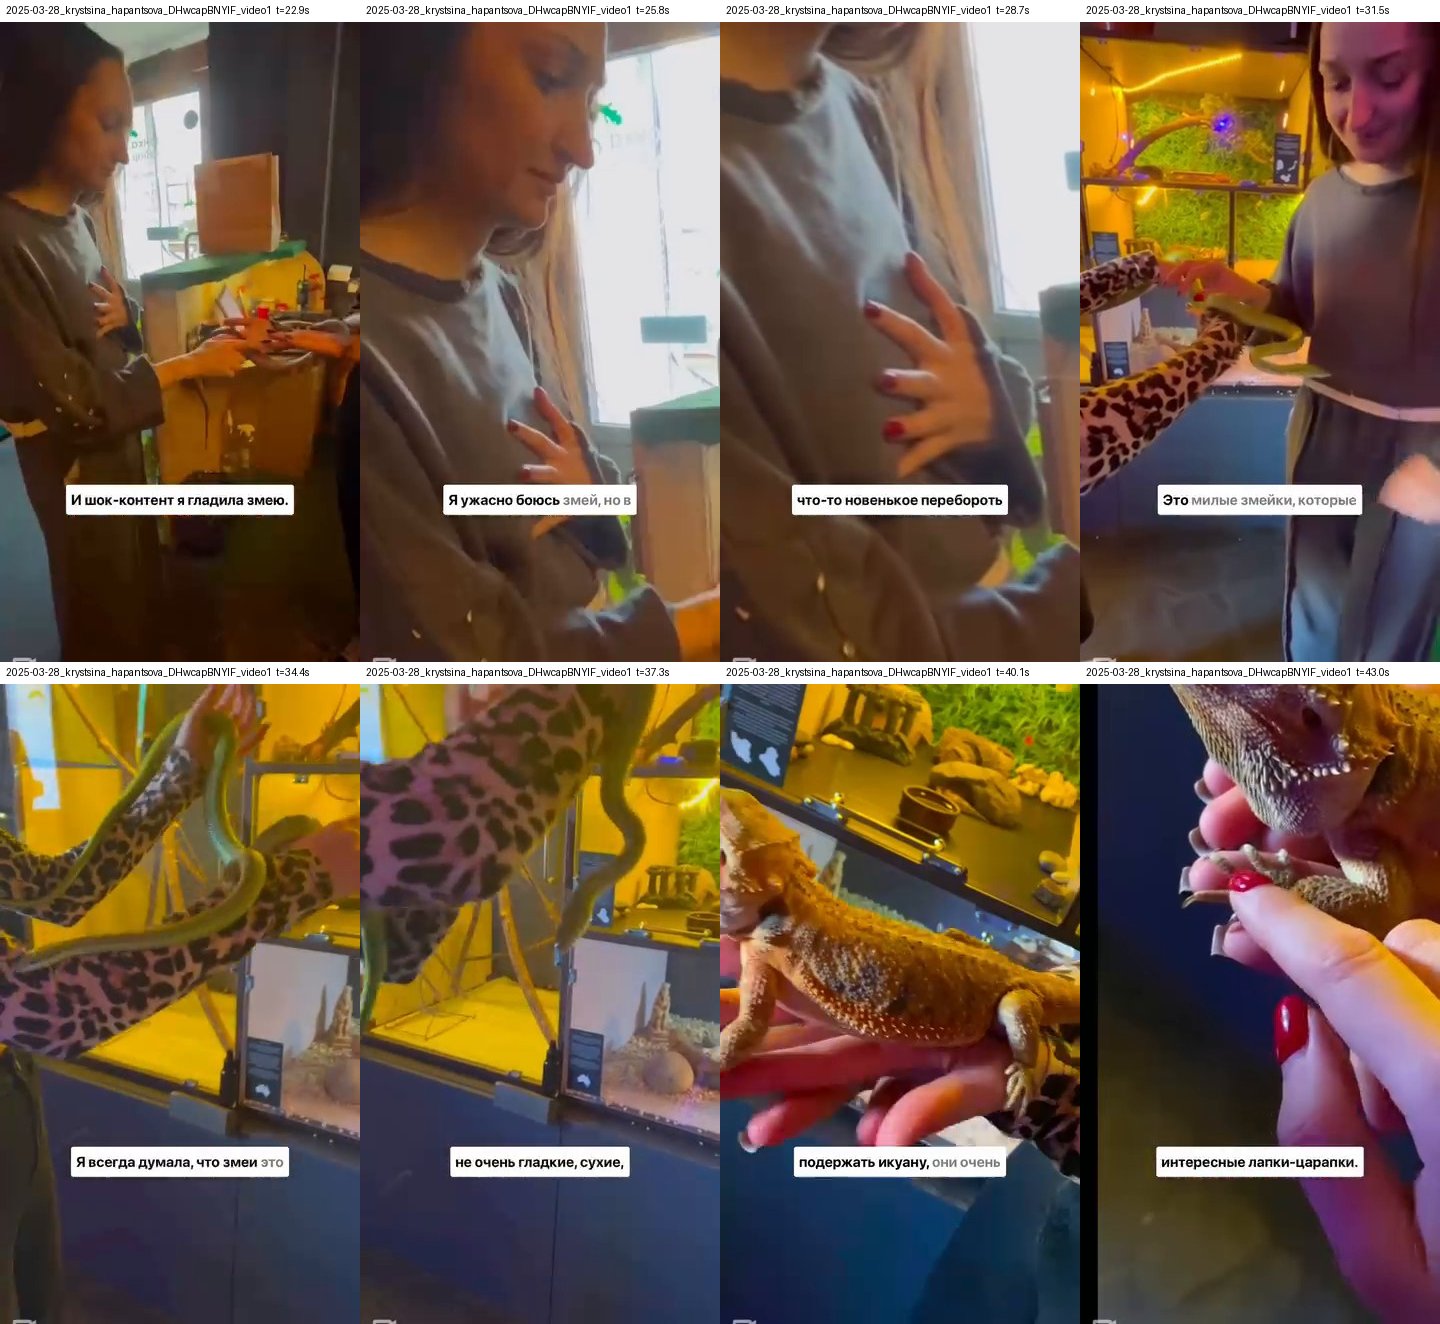 2025-03-28_krystsina_hapantsova_DHwcapBNYIF_video1 t=22.9s
2025-03-28_krystsina_hapantsova_DHwcapBNYIF_video1 t=25.8s
2025-03-28_krystsina_hapantsova_DHwcapBNYIF_video1 t=28.7s
2025-03-28_krystsina_hapantsova_DHwcapBNYIF_video1 t=31.5s
И шок-контент я гладила змею.
Я ужасно боюсь змей, но в
что-то новенькое перебороть
Это милые змейки, которые
2025-03-28_krystsina_hapantsova_DHwcapBNYIF_video1 t=34.4s
2025-03-28_krystsina_hapantsova_DHwcapBNYIF_video1 t=37.3s
2025-03-28_krystsina_hapantsova_DHwcapBNYIF_video1 t=40.1s
2025-03-28_krystsina_hapantsova_DHwcapBNYIF_video1 t=43.0s
Я всегда думала, что змеи это
не очень гладкие, сухие,
подержать икуану, они очень
интересные лапки-царапки.